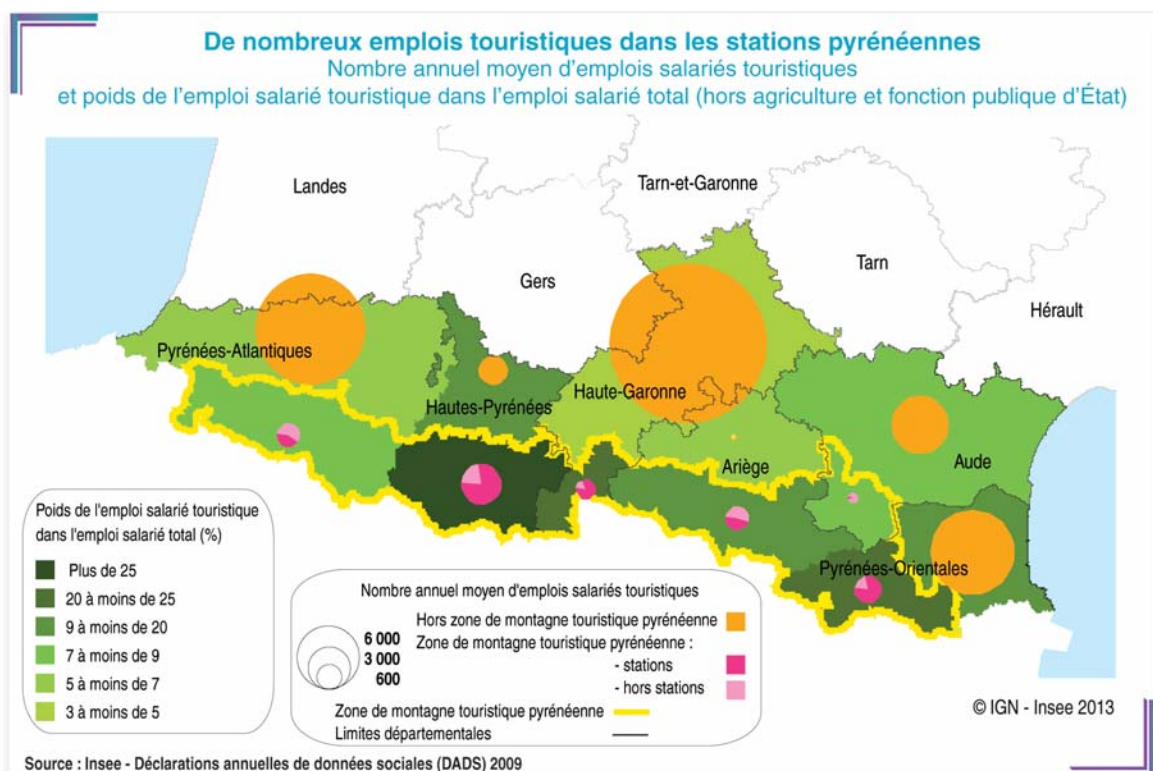 De nombreux emplois touristiques dans les stations pyrénéennes
Nombre annuel moyen d'emplois salariés touristiques
et poids de l'emploi salarié touristique dans l'emploi salarié total (hors agriculture et fonction publique d'État)
Landes
Tarn-et-Garonne
Gers
Tarn
Hérault
Pyrénées-Atlantiques
Hautes-Pyrénées
Haute-Garonne
Ariège
Aude
Pyrénées-Orientales
Poids de l'emploi salarié touristique
dans l'emploi salarié total (%)
Plus de 25
20 à moins de 25
9 à moins de 20
7 à moins de 9
5 à moins de 7
3 à moins de 5
Nombre annuel moyen d'emplois salariés touristiques
6 000
3 000
600
Hors zone de montagne touristique pyrénéenne
Zone de montagne touristique pyrénéenne :
- stations
- hors stations
Zone de montagne touristique pyrénéenne
Limites départementales
© IGN - Insee 2013
Source : Insee - Déclarations annuelles de données sociales (DADS) 2009